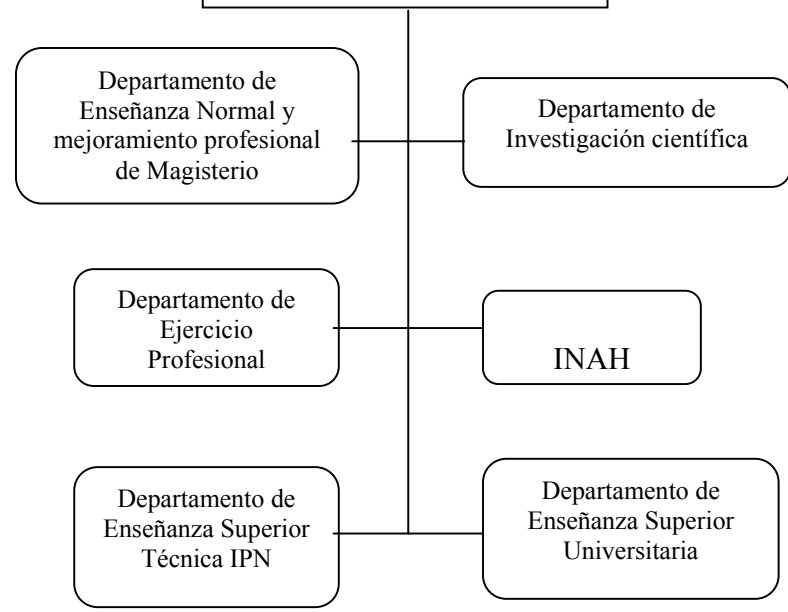 Departamento de
Enseñanza Normal y
mejoramiento profesional
de Magisterio
Departamento de
Investigación científica
Departamento de
Ejercicio
Profesional
INAH
Departamento de
Enseñanza Superior
Técnica IPN
Departamento de
Enseñanza Superior
Universitaria